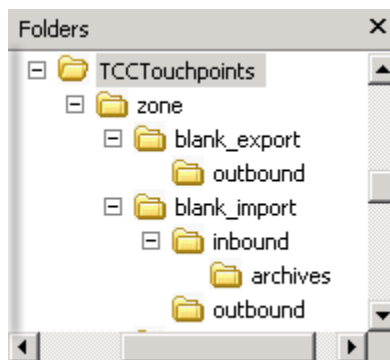 Folders
TCCTouchpoints
zone
blank_export
outbound
blank_import
inbound
archives
outbound